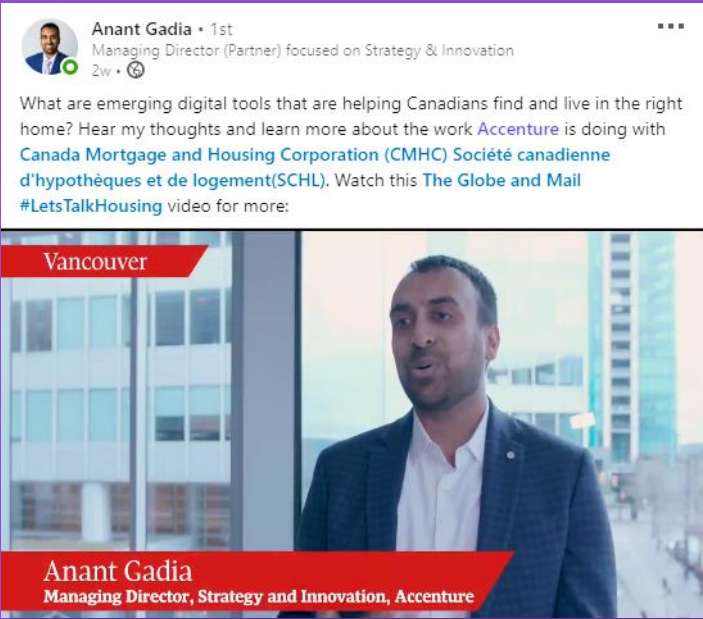 Anant Gadia • 1st
Managing Director (Partner) focused on Strategy & Innovation
2w •
What are emerging digital tools that are helping Canadians find and live in the right
home? Hear my thoughts and learn more about the work Accenture is doing with
Canada Mortgage and Housing Corporation (CMHC) Société canadienne
d'hypothèques et de logement(SCHL). Watch this The Globe and Mail
#LetsTalkHousing video for more:
Vancouver
Anant Gadia
Managing Director, Strategy and Innovation, Accenture